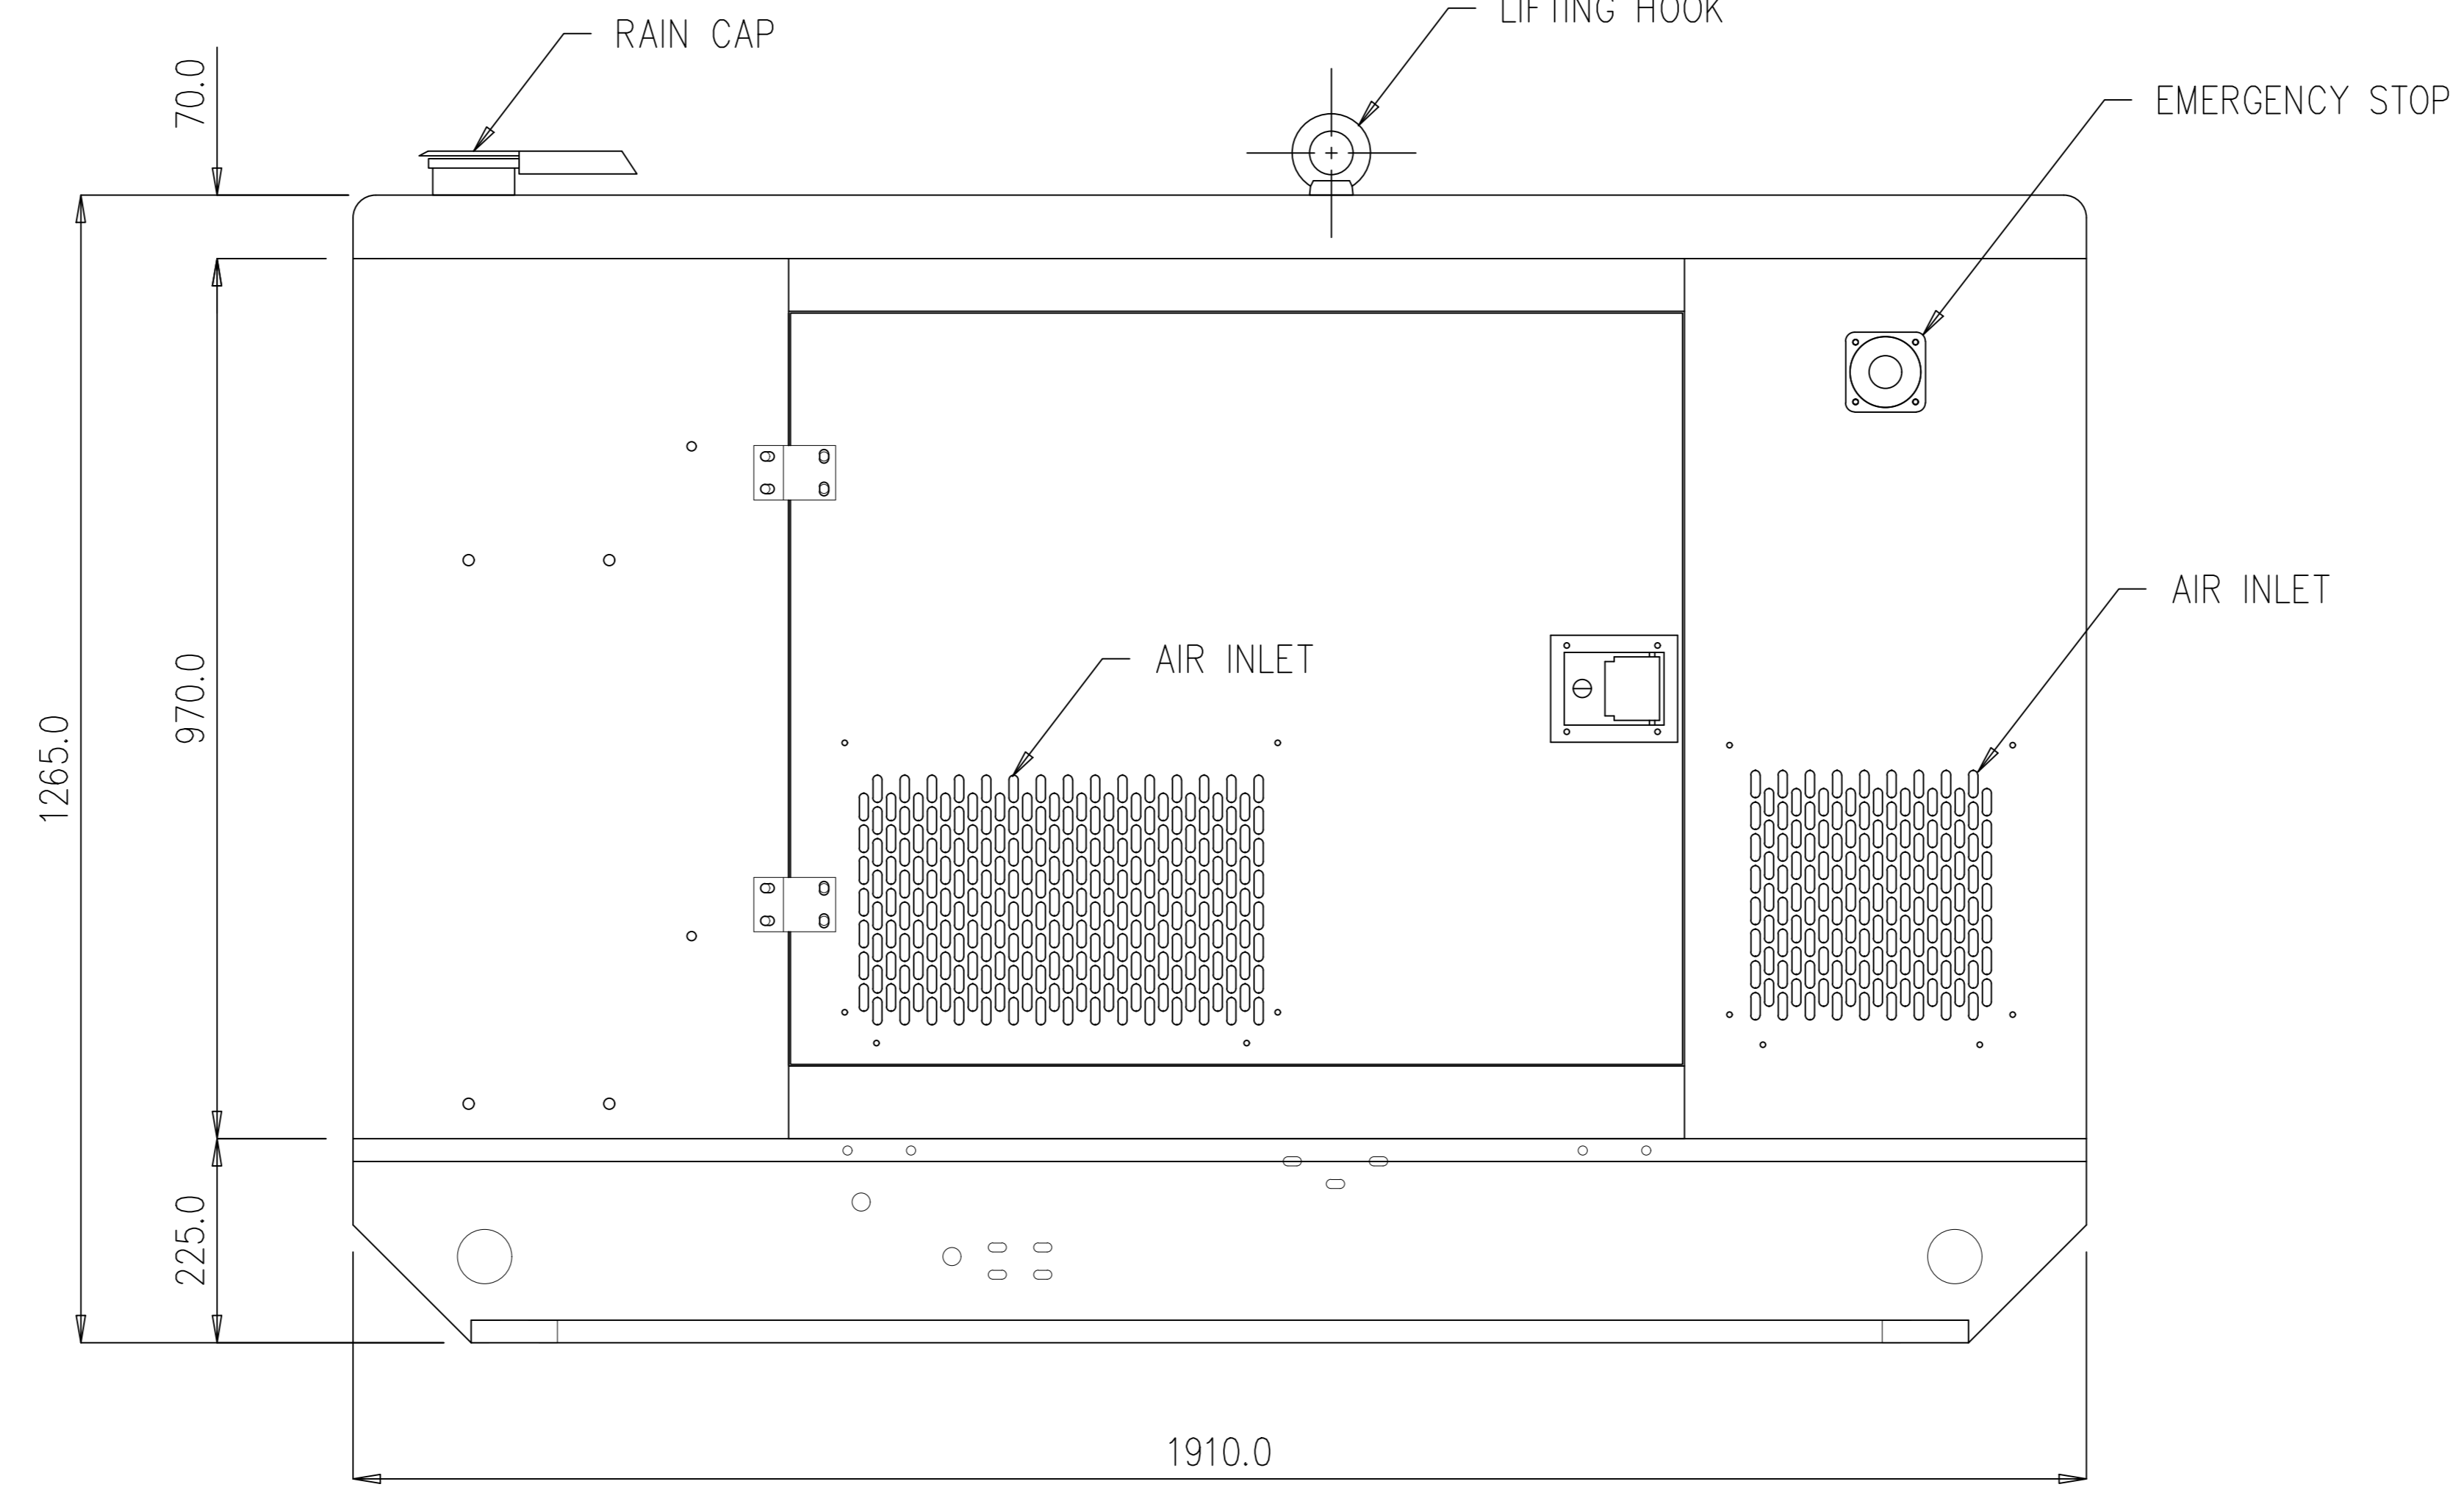 LIFTING HOOK
RAIN CAP
70.0
EMERGENCY STOP
AIR INLET
AIR INLET
970.0
1265.0
225.0
1910.0